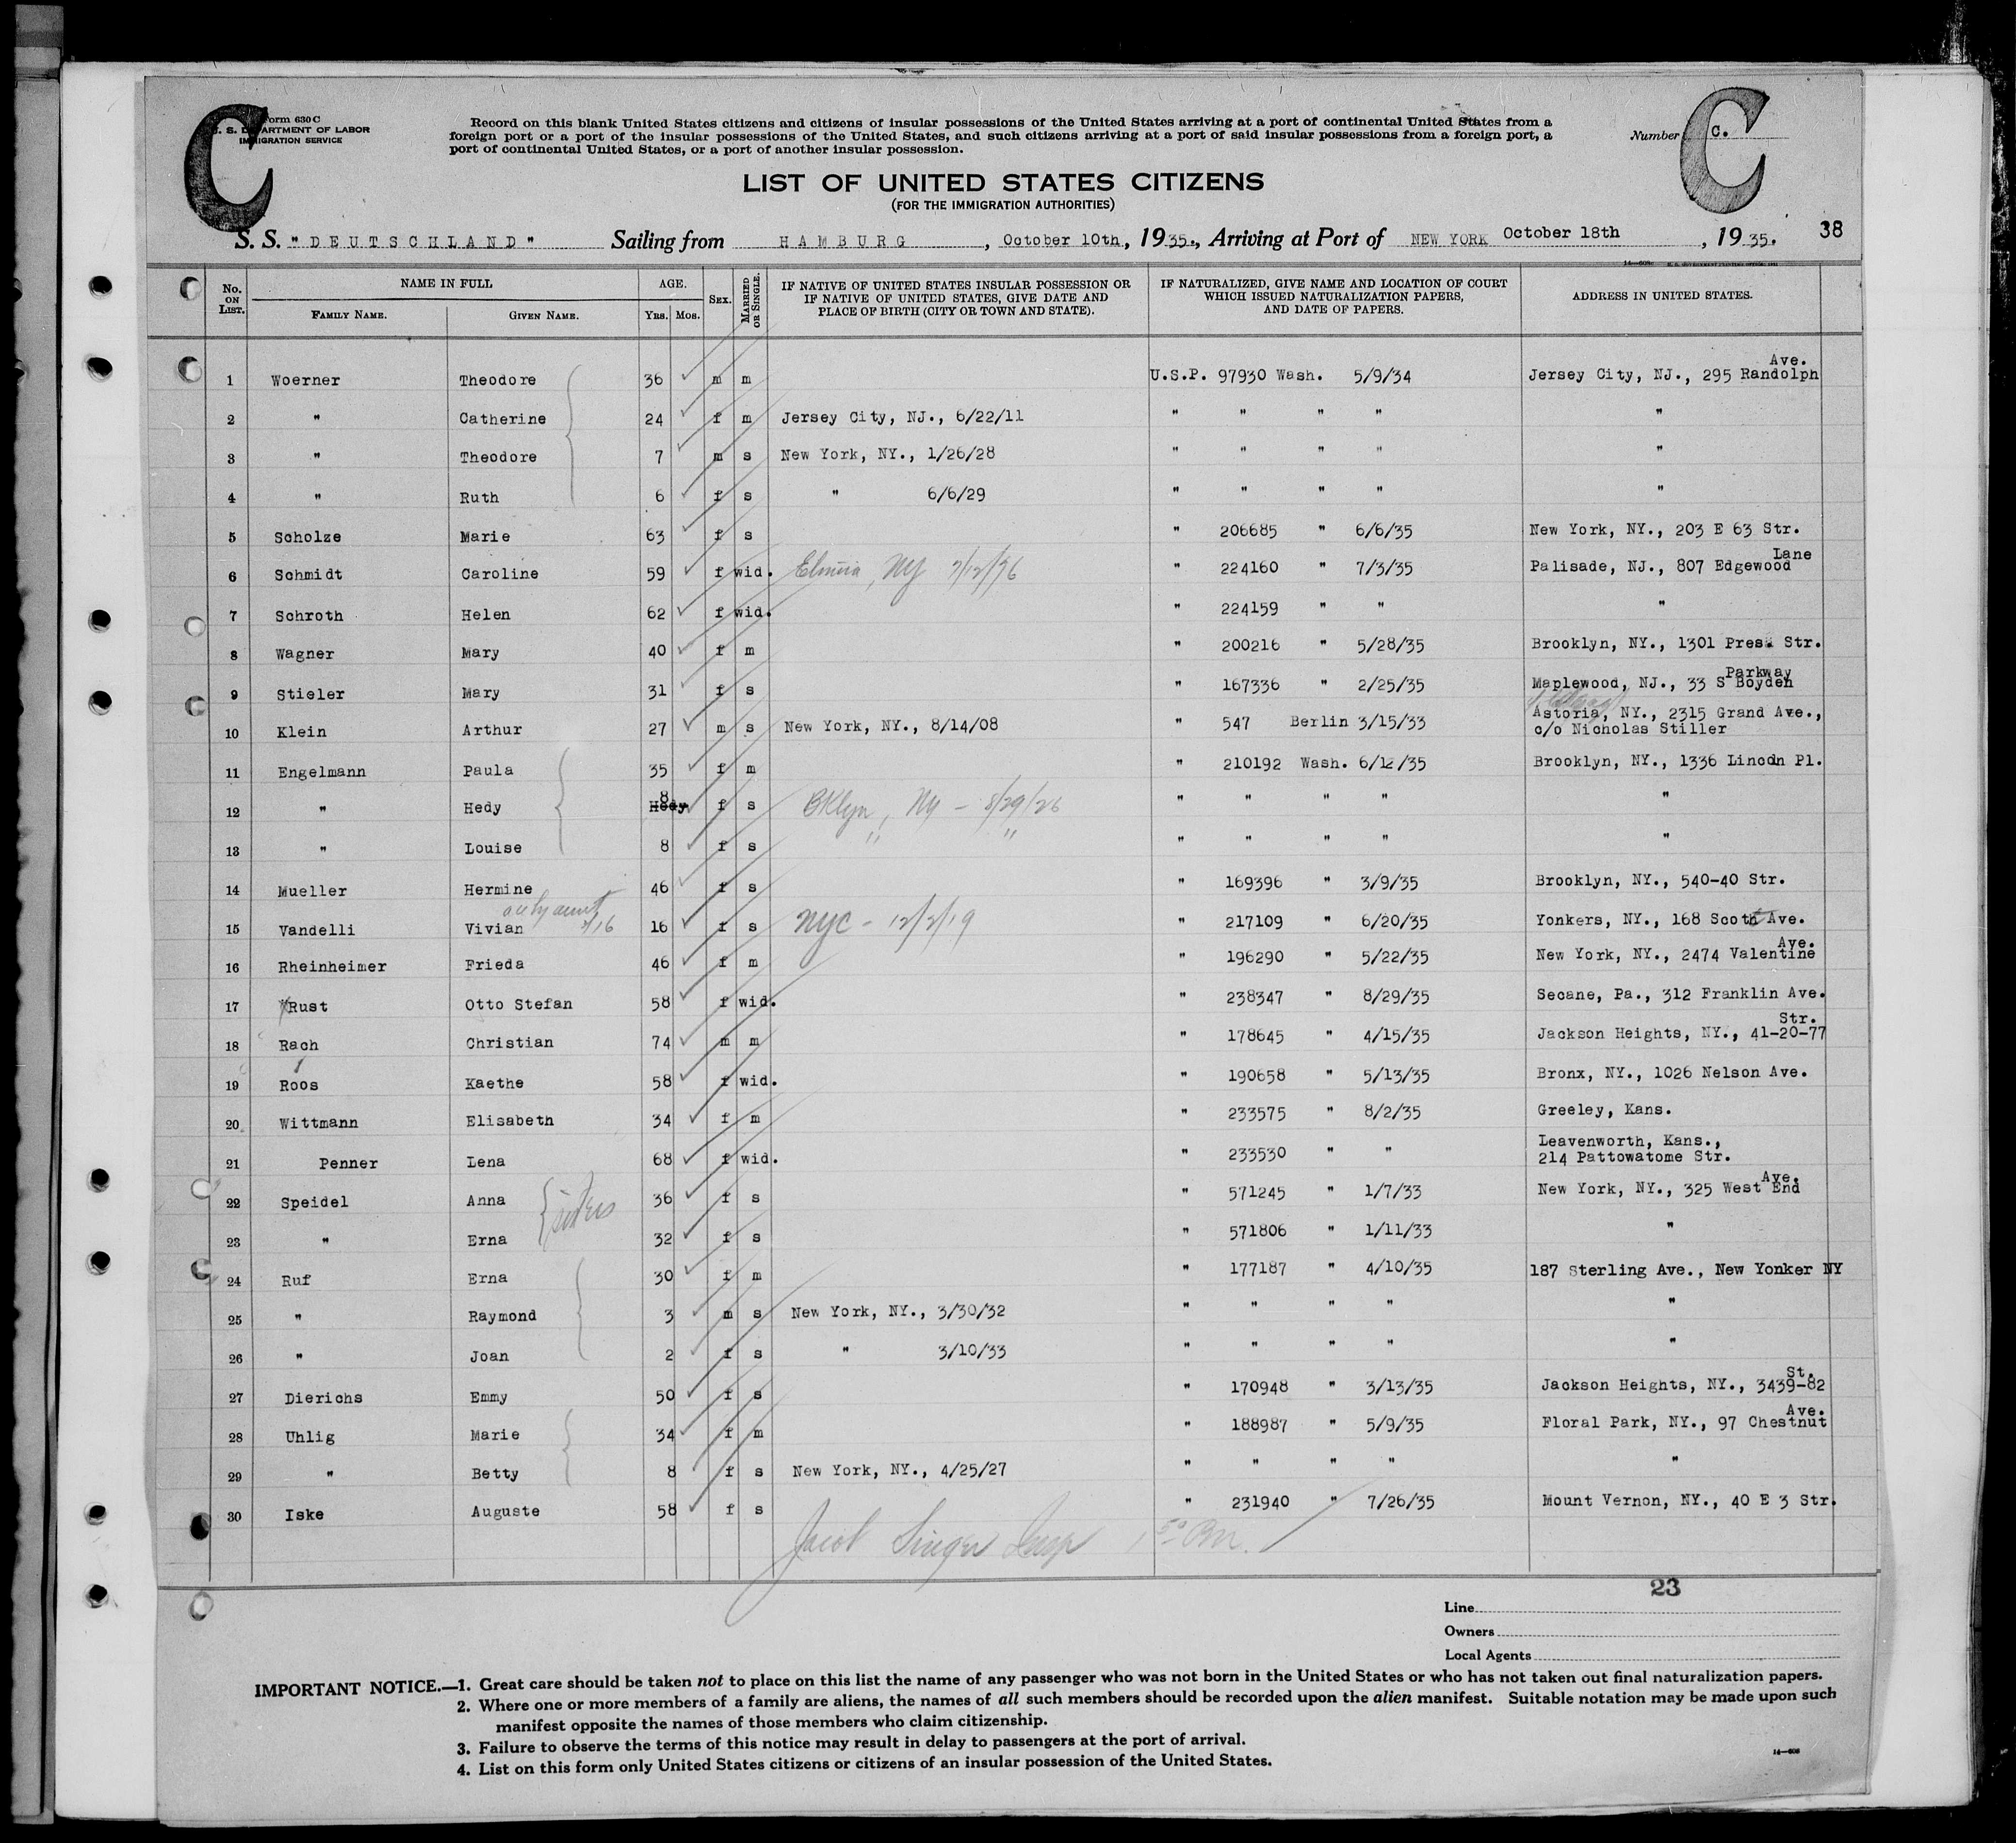 Form 630 C
U. S. DEPARTMENT OF LABOR
IMMIGRATION SERVICE
C
Record on this blank United States citizens and citizens of insular possessions of the United States arriving at a port of continental United States from a
foreign port or a port of the insular possessions of the United States, and such citizens arriving at a port of said insular possessions from a foreign port, a
port of continental United States, or a port of another insular possession.
Number C.
C
LIST OF UNITED STATES CITIZENS
(FOR THE IMMIGRATION AUTHORITIES)
S. S. "DEUTSCHLAND" Sailing from HAMBURG, October 10th, 1935., Arriving at Port of NEW YORK October 18th, 1935. 38
No. ON LIST. NAME IN FULL FAMILY NAME. GIVEN NAME. AGE. YRS. MOS. SEX. MARRIED OR SINGLE. IF NATIVE OF UNITED STATES INSULAR POSSESSION OR IF NATIVE OF UNITED STATES, GIVE DATE AND PLACE OF BIRTH (CITY OR TOWN AND STATE). IF NATURALIZED, GIVE NAME AND LOCATION OF COURT WHICH ISSUED NATURALIZATION PAPERS, AND DATE OF PAPERS. ADDRESS IN UNITED STATES.
1 Woerner Theodore 36 m m U.S.P. 97930 Wash. 5/9/34 Jersey City, NJ., 295 Randolph Ave.
2 " Catherine 24 f m Jersey City, NJ., 6/22/11 " " " " "
3 " Theodore 7 m s New York, NY., 1/26/28 " " " " "
4 " Ruth 6 f s " 6/6/29 " " " " "
5 Scholze Marie 63 f s " 206685 " 6/6/35 New York, NY., 203 E 63 Str.
6 Schmidt Caroline 59 f wid. Elmira, NY 7/12/76 " 224160 " 7/3/35 Palisade, NJ., 807 Edgewood Lane
7 Schroth Helen 62 f wid. " 224159 " " "
8 Wagner Mary 40 f m " 200216 " 5/28/35 Brooklyn, NY., 1301 Pres. Str.
9 Stieler Mary 31 f s " 167336 " 2/25/35 Maplewood, NJ., 33 S Boyden Parkway
10 Klein Arthur 27 m s New York, NY., 8/14/08 " 547 Berlin 3/15/33 Astoria, NY., 2315 Grand Ave.,
c/o Nicholas Stiller
11 Engelmann Paula 35 f m " 210192 Wash. 6/12/35 Brooklyn, NY., 1336 Lincoln Pl.
12 " Hedy 8 Hedy f s Bklyn, NY - 8/29/26 " " " " "
13 " Louise 8 f s " " " " " " "
14 Mueller Hermine 46 f s " 169396 " 3/9/35 Brooklyn, NY., 540-40 Str.
15 Vandelli Vivian 16 f s NYC - 12/2/19 " 217109 " 6/20/35 Yonkers, NY., 168 Scott Ave.
16 Rheinheimer Frieda 46 f m " 196290 " 5/22/35 New York, NY., 2474 Valentine Ave.
17 Rust Otto Stefan 58 f wid. " 238347 " 8/29/35 Secane, Pa., 312 Franklin Ave.
18 Rach Christian 74 m m " 178645 " 4/15/35 Jackson Heights, NY., 41-20-77 Str.
19 Roos Kaethe 58 f wid. " 190658 " 5/13/35 Bronx, NY., 1026 Nelson Ave.
20 Wittmann Elisabeth 34 f m " 233575 " 8/2/35 Greeley, Kans.
21 Penner Lena 68 f wid. " 233530 " " Leavenworth, Kans.,
214 Pattowatome Str.
22 Speidel Anna sisters 36 f s " 571245 " 1/7/33 New York, NY., 325 West End Ave.
23 " Erna 32 f s " 571806 " 1/11/33 "
24 Ruf Erna 30 f m " 177187 " 4/10/35 187 Sterling Ave., New Yonker NY
25 " Raymond 3 m s New York, NY., 3/30/32 " " " " "
26 " Joan 2 f s " 3/10/33 " " " " "
27 Dierichs Emmy 50 f s " 170948 " 3/13/35 Jackson Heights, NY., 3439-82 St.
28 Uhlig Marie 34 f m " 188987 " 5/9/35 Floral Park, NY., 97 Chestnut Ave.
29 " Betty 8 f s New York, NY., 4/25/27 " " " " "
30 Iske Auguste 58 f s " 231940 " 7/26/35 Mount Vernon, NY., 40 E 3 Str.
Jacob Singer Insp
23
Line
Owners
Local Agents
IMPORTANT NOTICE.—1. Great care should be taken not to place on this list the name of any passenger who was not born in the United States or who has not taken out final naturalization papers.
2. Where one or more members of a family are aliens, the names of all such members should be recorded upon the alien manifest. Suitable notation may be made upon such
manifest opposite the names of those members who claim citizenship.
3. Failure to observe the terms of this notice may result in delay to passengers at the port of arrival.
4. List on this form only United States citizens or citizens of an insular possession of the United States.